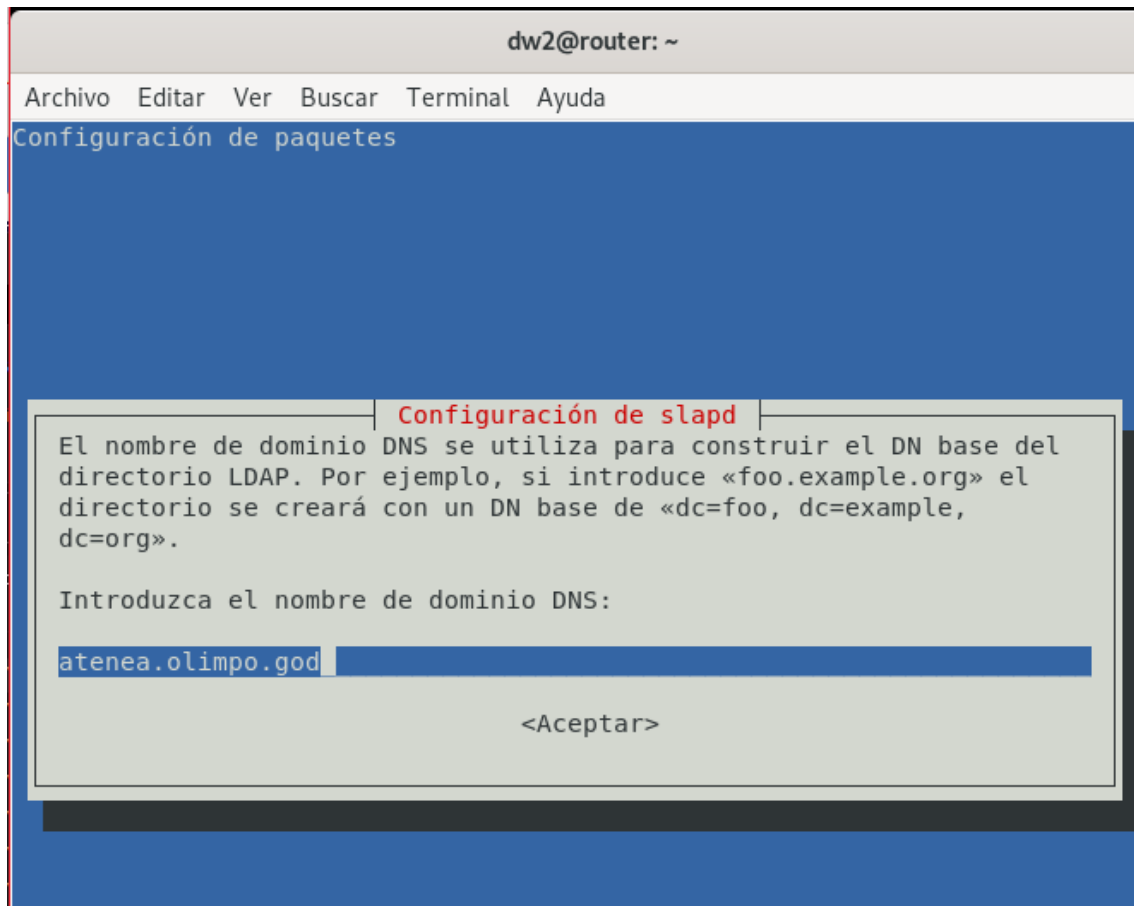 dw2@router: ~
Archivo Editar Ver Buscar Terminal Ayuda
Configuración de paquetes
Configuración de slapd
El nombre de dominio DNS se utiliza para construir el DN base del
directorio LDAP. Por ejemplo, si introduce «foo.example.org» el
directorio se creará con un DN base de «dc=foo, dc=example,
dc=org».
Introduzca el nombre de dominio DNS:
atenea.olimpo.god
<Aceptar>